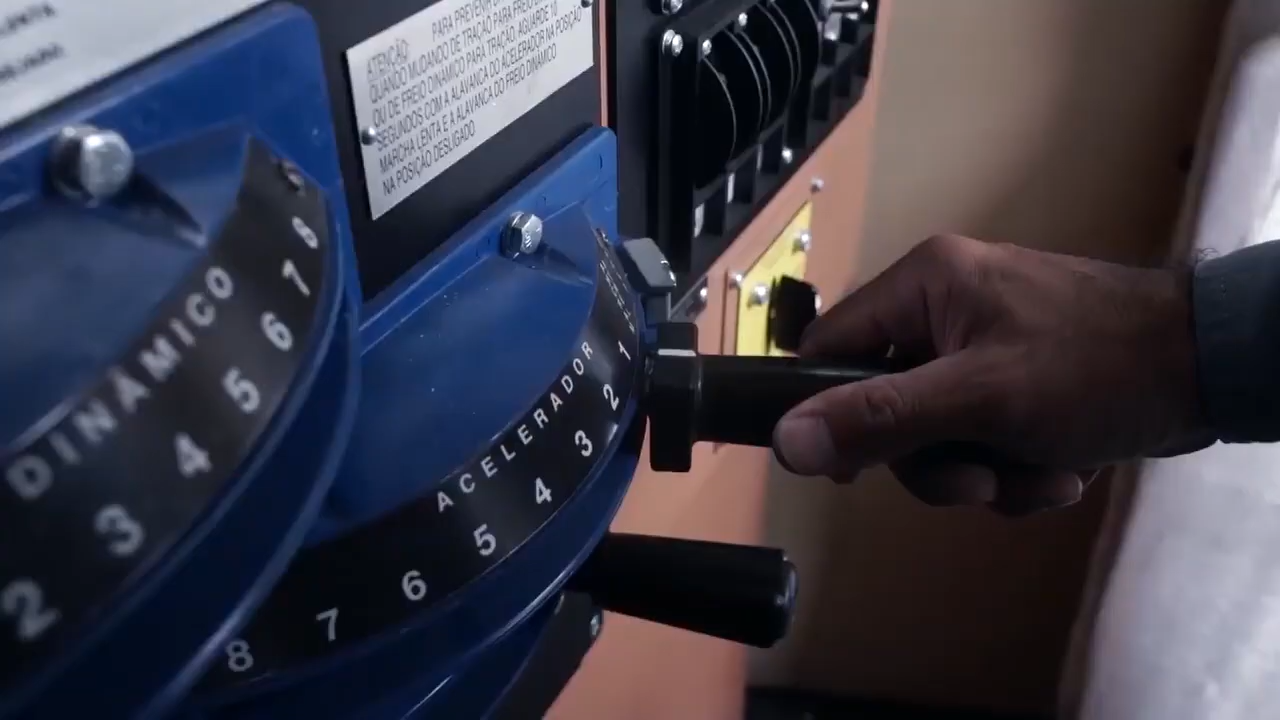 LENTA
ATENÇÃO:
PARA PREVENIR
QUANDO MUDANDO DE TRAÇÃO PARA FREIO
OU DE FREIO DINAMICO PARA TRAÇÃO, AGUARDE 10
SEGUNDOS COM A ALAVANCA DO ACELERADOR NA POSIÇÃO
MARCHA LENTA E A ALAVANCA DO FREIO DINAMICO
NA POSIÇÃO DESLIGADO
DINÂMICO
2 3 4 5 6 7 8
ACELERADOR
1 2 3 4 5 6 7 8